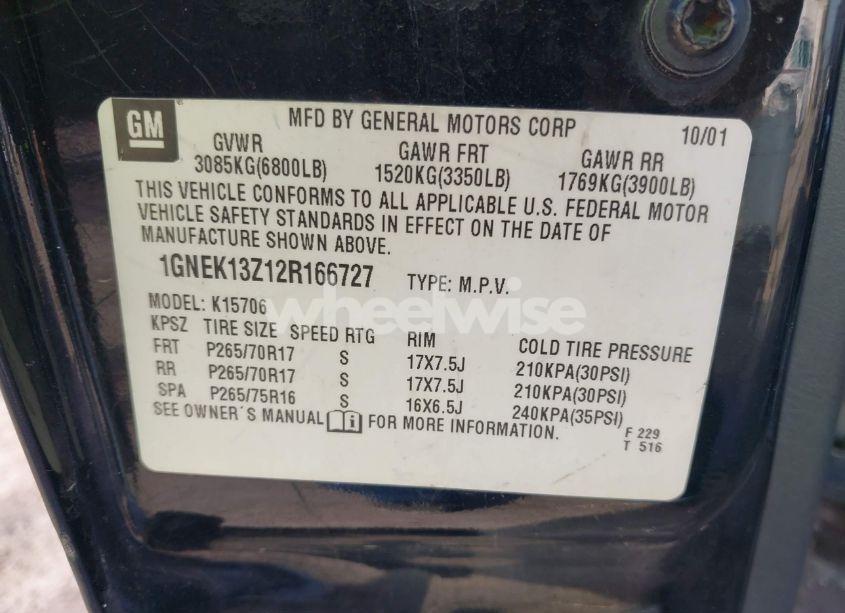 GM
MFD BY GENERAL MOTORS CORP 10/01
GVWR GAWR FRT GAWR RR
3085KG(6800LB) 1520KG(3350LB) 1769KG(3900LB)
THIS VEHICLE CONFORMS TO ALL APPLICABLE U.S. FEDERAL MOTOR
VEHICLE SAFETY STANDARDS IN EFFECT ON THE DATE OF
MANUFACTURE SHOWN ABOVE.
1GNEK13Z12R166727 TYPE: M.P.V.
MODEL: K15706
KPSZ TIRE SIZE SPEED RTG RIM COLD TIRE PRESSURE
FRT P265/70R17 S 17X7.5J 210KPA(30PSI)
RR P265/70R17 S 17X7.5J 210KPA(30PSI)
SPA P265/75R16 S 16X6.5J 240KPA(35PSI)
SEE OWNER´S MANUAL FOR MORE INFORMATION.
F 229
T 516
wheelwise